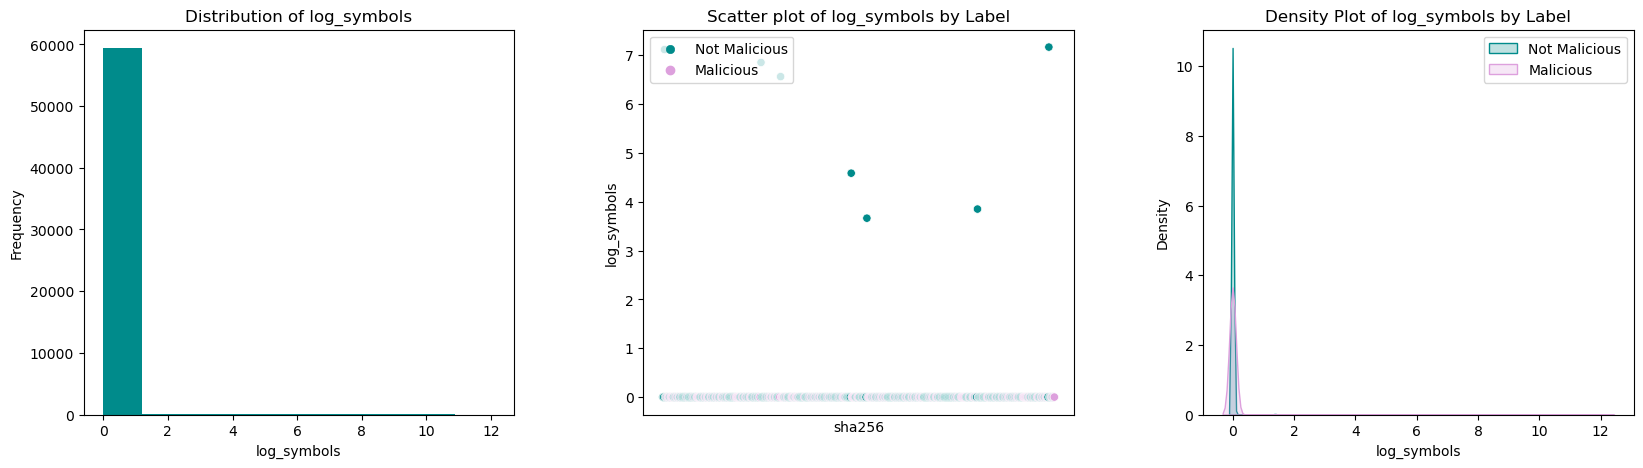 Distribution of log_symbols
60000
50000
40000
30000
20000
10000
0
Frequency
0 2 4 6 8 10 12
log_symbols
Scatter plot of log_symbols by Label
Not Malicious
Malicious
7
6
5
4
3
2
1
0
log_symbols
sha256
Density Plot of log_symbols by Label
Not Malicious
Malicious
10
8
6
4
2
0
Density
0 2 4 6 8 10 12
log_symbols